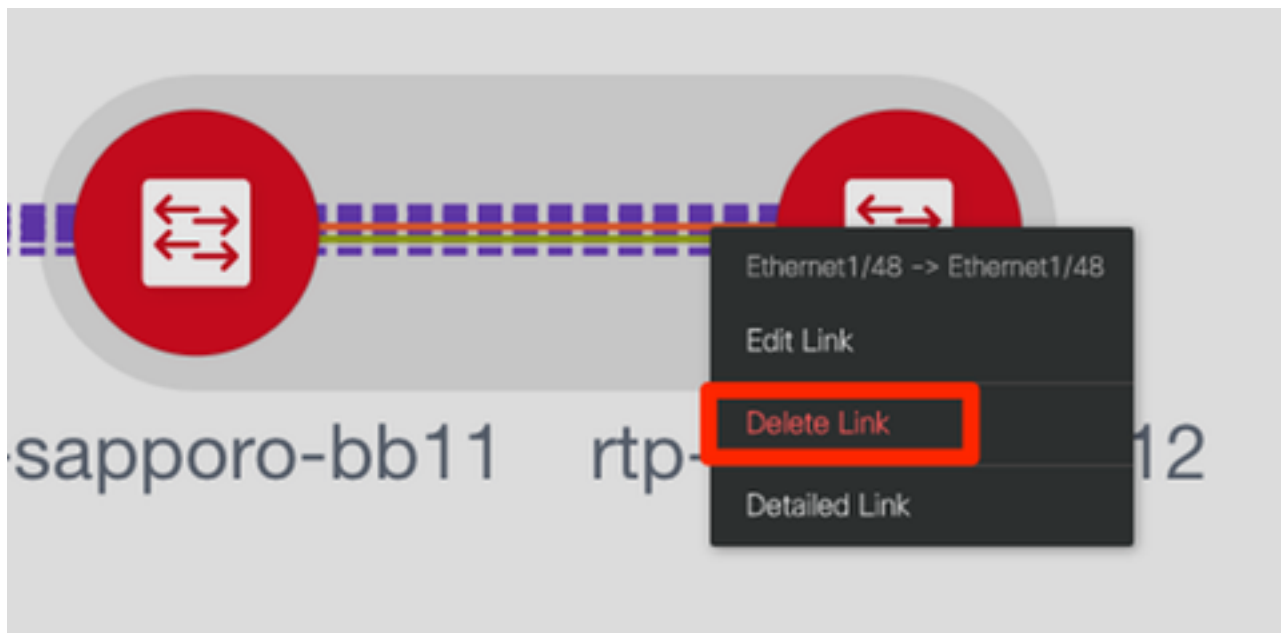 Ethernet1/48 -> Ethernet1/48
Edit Link
Delete Link
-sapporo-bb11 rtp- 12
Detailed Link